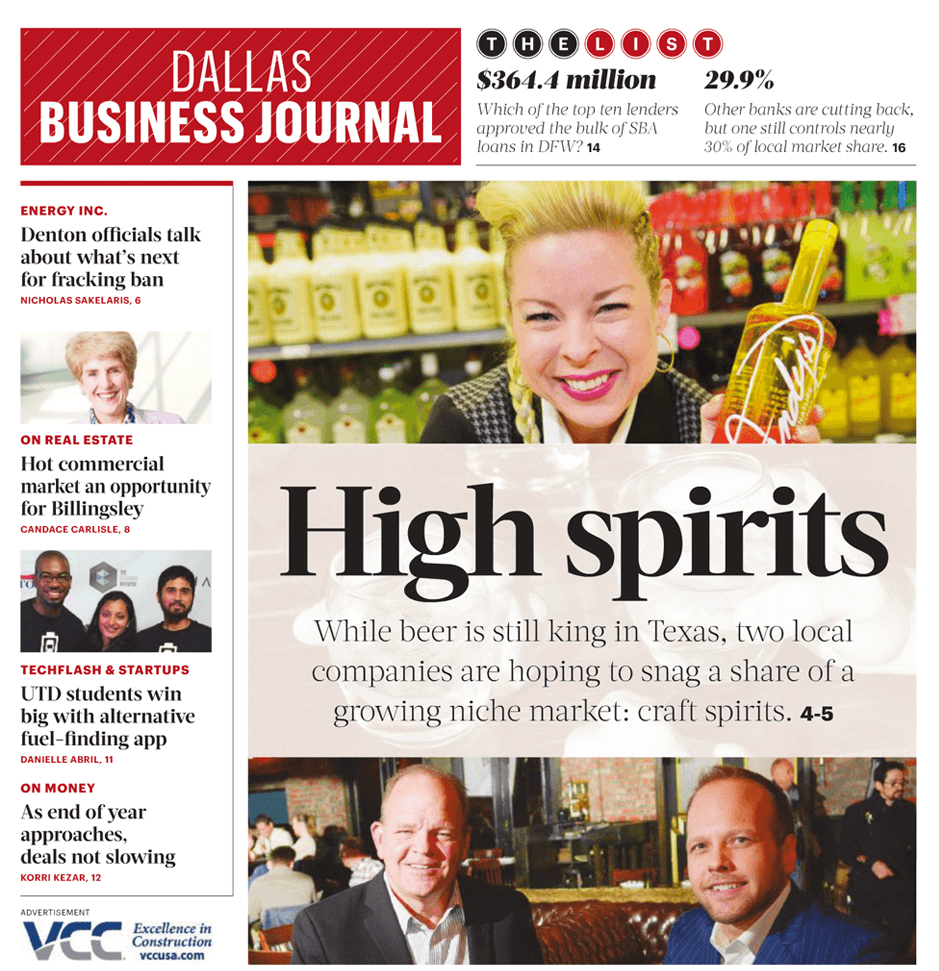 DALLAS
BUSINESS JOURNAL
THE LIST
$364.4 million
Which of the top ten lenders
approved the bulk of SBA
loans in DFW? 14
29.9%
Other banks are cutting back,
but one still controls nearly
30% of local market share. 16
ENERGY INC.
Denton officials talk
about what's next
for fracking ban
NICHOLAS SAKELARIS, 6
ON REAL ESTATE
Hot commercial
market an opportunity
for Billingsley
CANDACE CARLISLE, 8
TECHFLASH & STARTUPS
UTD students win
big with alternative
fuel-finding app
DANIELLE ABRIL, 11
ON MONEY
As end of year
approaches,
deals not slowing
KORRI KEZAR, 12
ADVERTISEMENT
VCC
Excellence in
Construction
vccusa.com
High spirits
While beer is still king in Texas, two local
companies are hoping to snag a share of a
growing niche market: craft spirits. 4-5